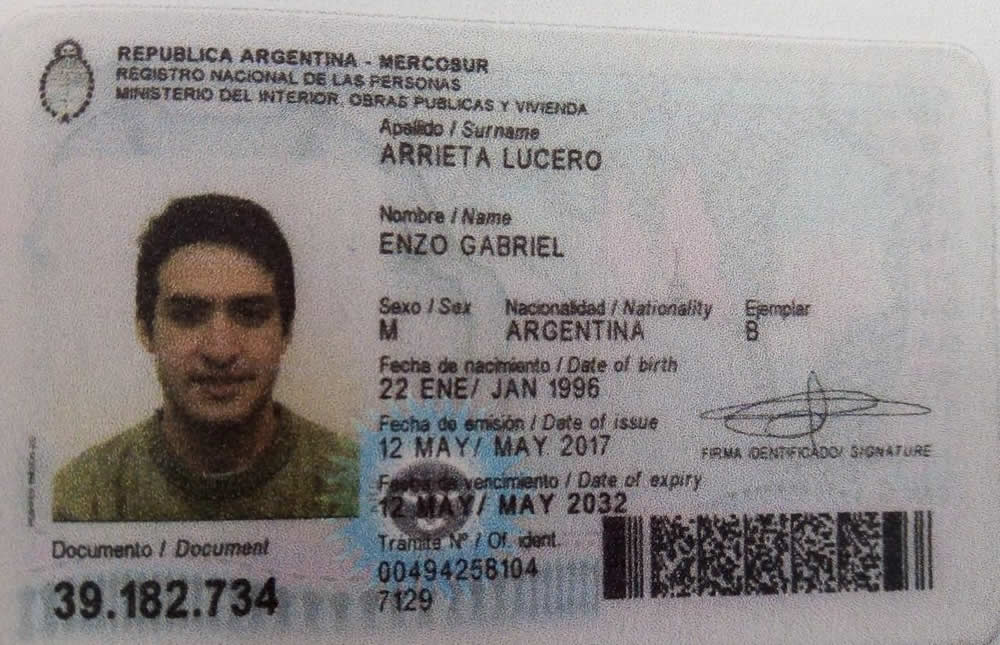 REPUBLICA ARGENTINA - MERCOSUR
REGISTRO NACIONAL DE LAS PERSONAS
MINISTERIO DEL INTERIOR, OBRAS PUBLICAS Y VIVIENDA
Apellido / Surname
ARRIETA LUCERO
Nombre / Name
ENZO GABRIEL
Sexo / Sex Nacionalidad / Nationality Ejemplar
M ARGENTINA B
Fecha de nacimiento / Date of birth
22 ENE/ JAN 1996
Fecha de emisión / Date of issue
12 MAY/ MAY 2017
FIRMA IDENTIFICADO/ SIGNATURE
Fecha de vencimiento / Date of expiry
12 MAY/ MAY 2032
Documento / Document
39.182.734
Tramite Nº / Of. ident.
00494258104
7129